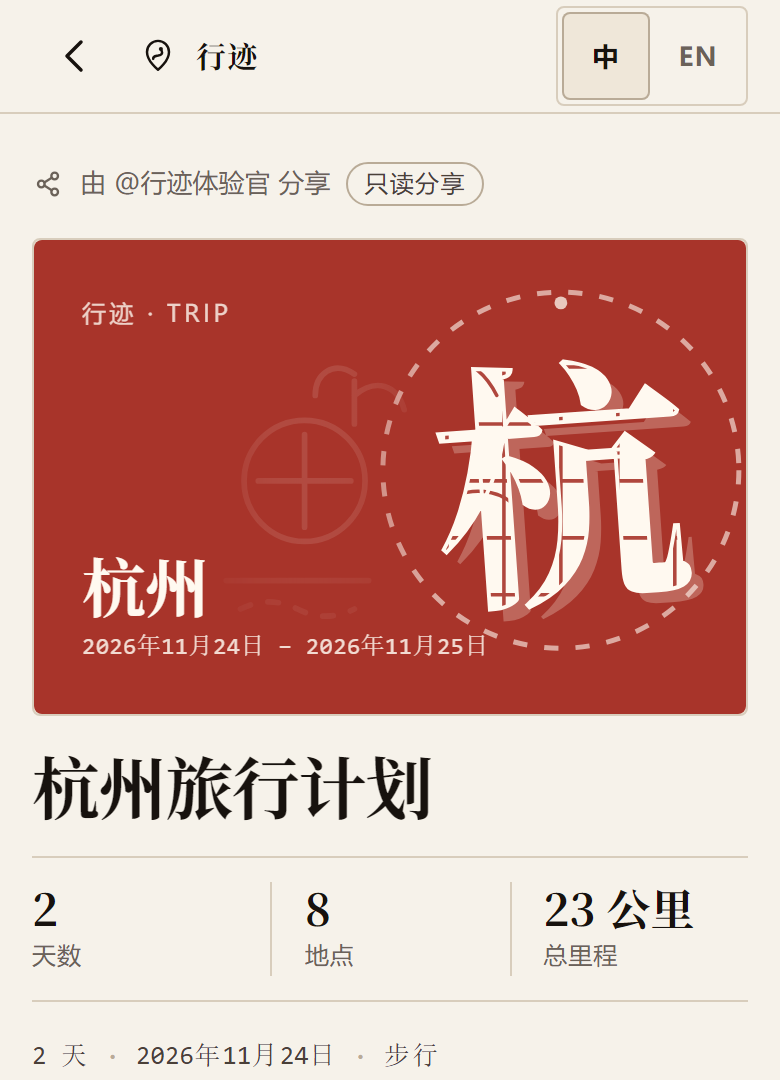 行迹
中 EN
由 @行迹体验官 分享 只读分享
行迹 · TRIP
杭
杭州
2026年11月24日 – 2026年11月25日
杭州旅行计划
2 8 23 公里
天数 地点 总里程
2 天 · 2026年11月24日 · 步行